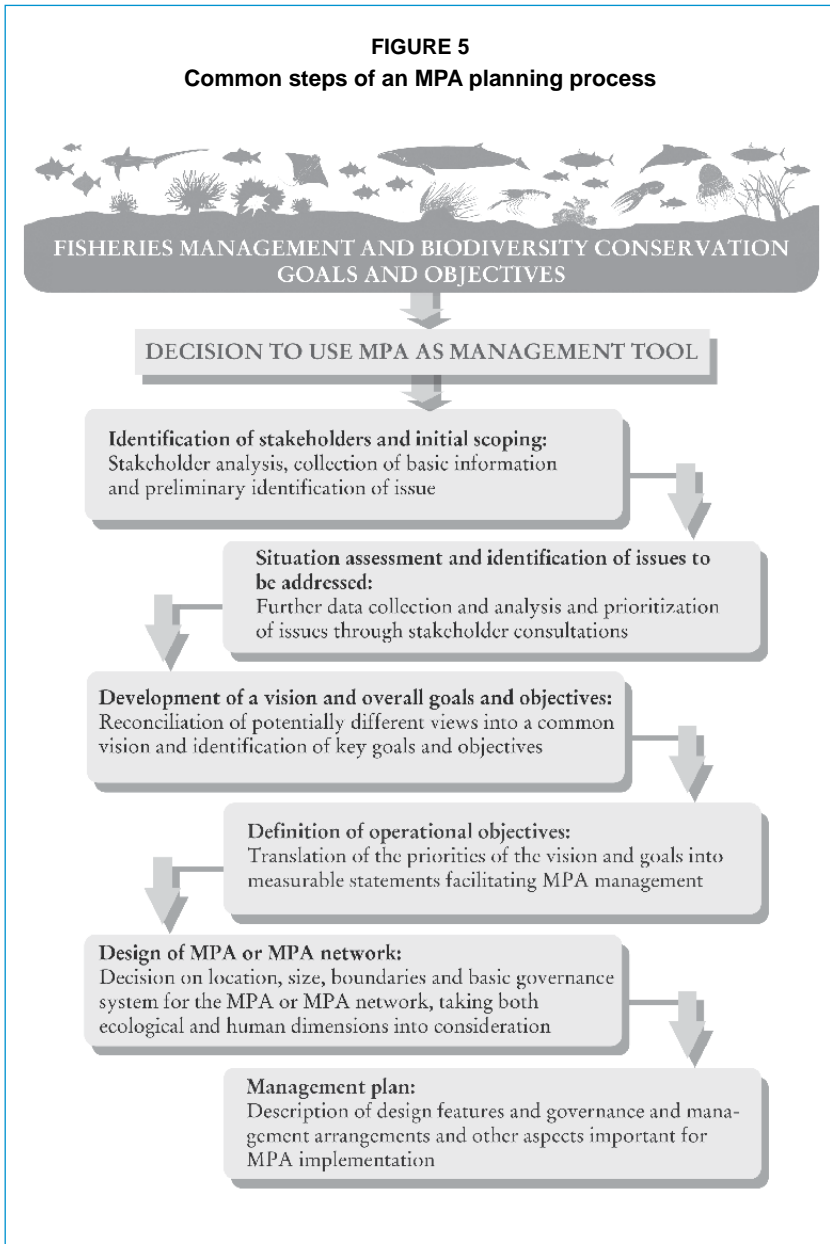 FIGURE 5
Common steps of an MPA planning process
FISHERIES MANAGEMENT AND BIODIVERSITY CONSERVATION
GOALS AND OBJECTIVES
DECISION TO USE MPA AS MANAGEMENT TOOL
Identification of stakeholders and initial scoping:
Stakeholder analysis, collection of basic information
and preliminary identification of issue
Situation assessment and identification of issues to
be addressed:
Further data collection and analysis and prioritization
of issues through stakeholder consultations
Development of a vision and overall goals and objectives:
Reconciliation of potentially different views into a common
vision and identification of key goals and objectives
Definition of operational objectives:
Translation of the priorities of the vision and goals into
measurable statements facilitating MPA management
Design of MPA or MPA network:
Decision on location, size, boundaries and basic governance
system for the MPA or MPA network, taking both
ecological and human dimensions into consideration
Management plan:
Description of design features and governance and mana-
gement arrangements and other aspects important for
MPA implementation